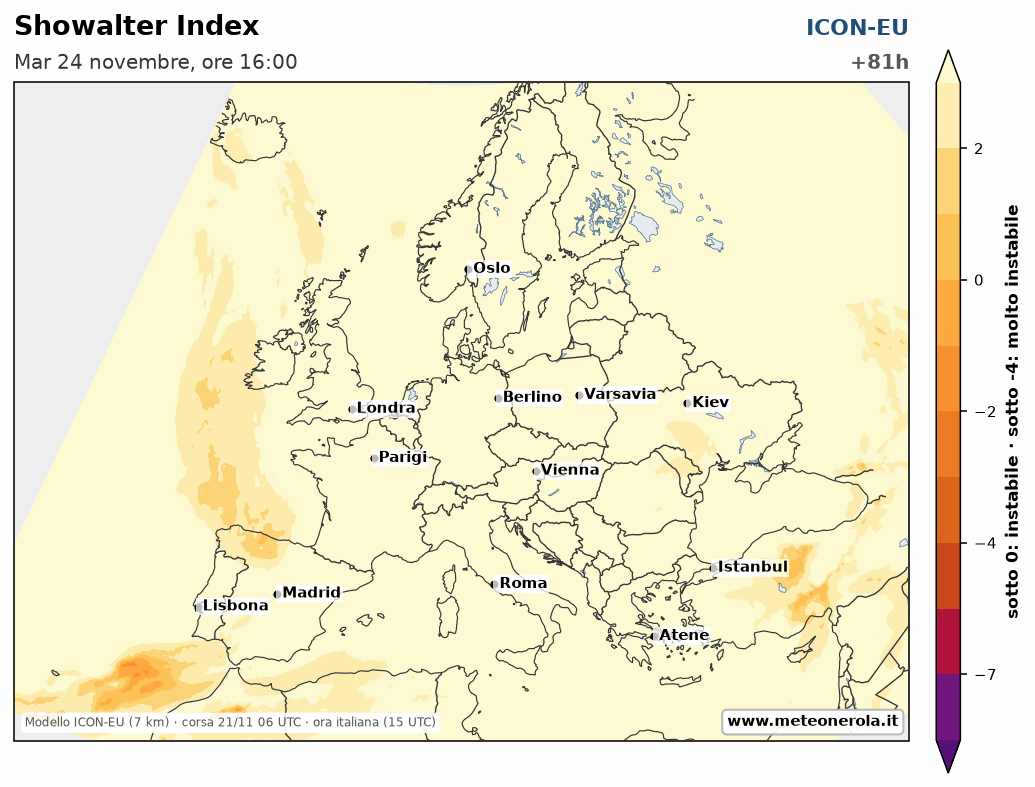 Showalter Index
ICON-EU
Mar 24 novembre, ore 16:00
+81h
Oslo
Londra
Berlino
Varsavia
Kiev
Parigi
Vienna
Istanbul
Roma
Madrid
Lisbona
Atene
2
0
−2
−4
−7
sotto 0: instabile · sotto -4: molto instabile
Modello ICON-EU (7 km) · corsa 21/11 06 UTC · ora italiana (15 UTC)
www.meteonerola.it